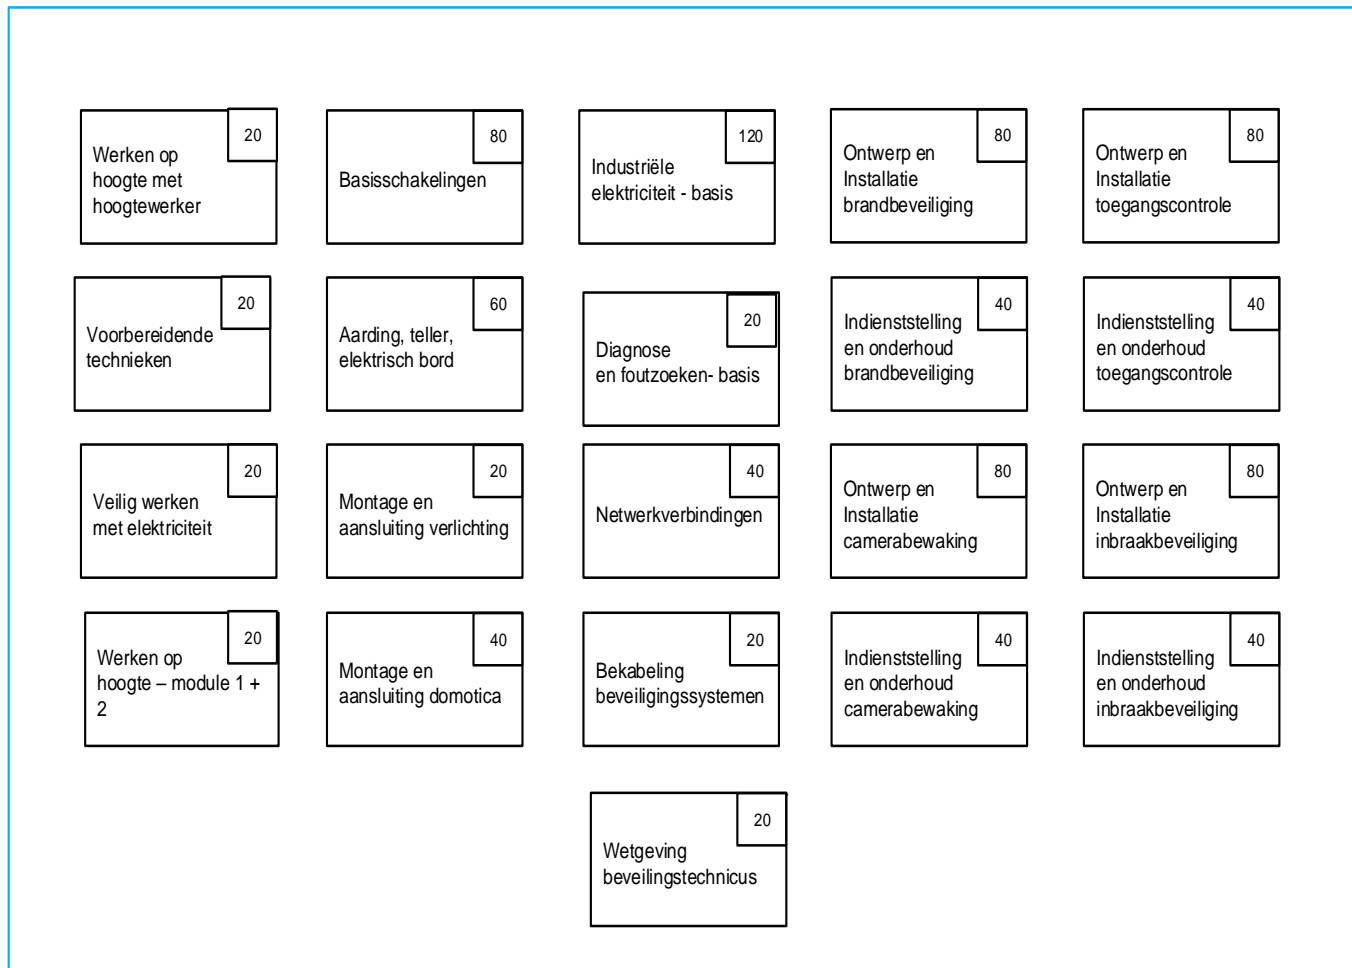 20
Werken op
hoogte met
hoogtewerker
80
Basisschakelingen
120
Industriële
elektriciteit - basis
80
Ontwerp en
Installatie
brandbeveiliging
80
Ontwerp en
Installatie
toegangscontrole
20
Voorbereidende
technieken
60
Aarding, teller,
elektrisch bord
20
Diagnose
en foutzoeken- basis
40
Indienststelling
en onderhoud
brandbeveiliging
40
Indienststelling
en onderhoud
toegangscontrole
20
Veilig werken
met elektriciteit
20
Montage en
aansluiting verlichting
40
Netwerkverbindingen
80
Ontwerp en
Installatie
camerabewaking
80
Ontwerp en
Installatie
inbraakbeveiliging
20
Werken op
hoogte – module 1 +
2
40
Montage en
aansluiting domotica
20
Bekabeling
beveiligingssystemen
40
Indienststelling
en onderhoud
camerabewaking
40
Indienststelling
en onderhoud
inbraakbeveiliging
20
Wetgeving
beveilingstechnicus